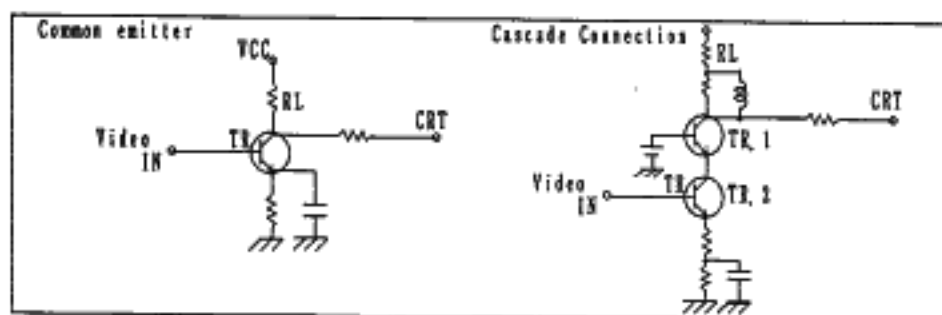 Common emitter
VCC
RL
Video
IN
TR
CRT
Cascade Connection
RL
CRT
TR, 1
Video
IN
TR
TR, 2